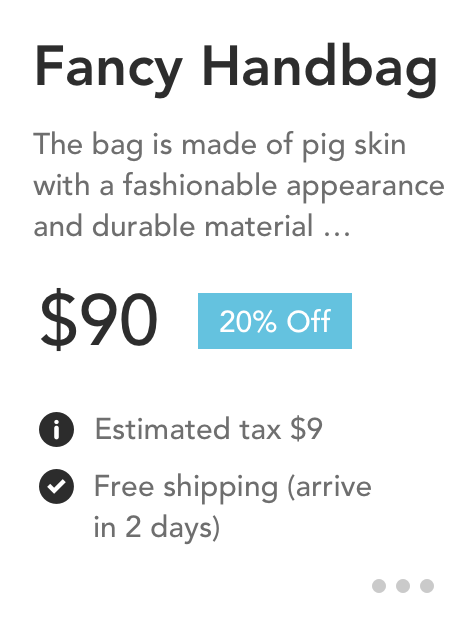 Fancy Handbag
The bag is made of pig skin
with a fashionable appearance
and durable material …
$90
20% Off
Estimated tax $9
Free shipping (arrive
in 2 days)